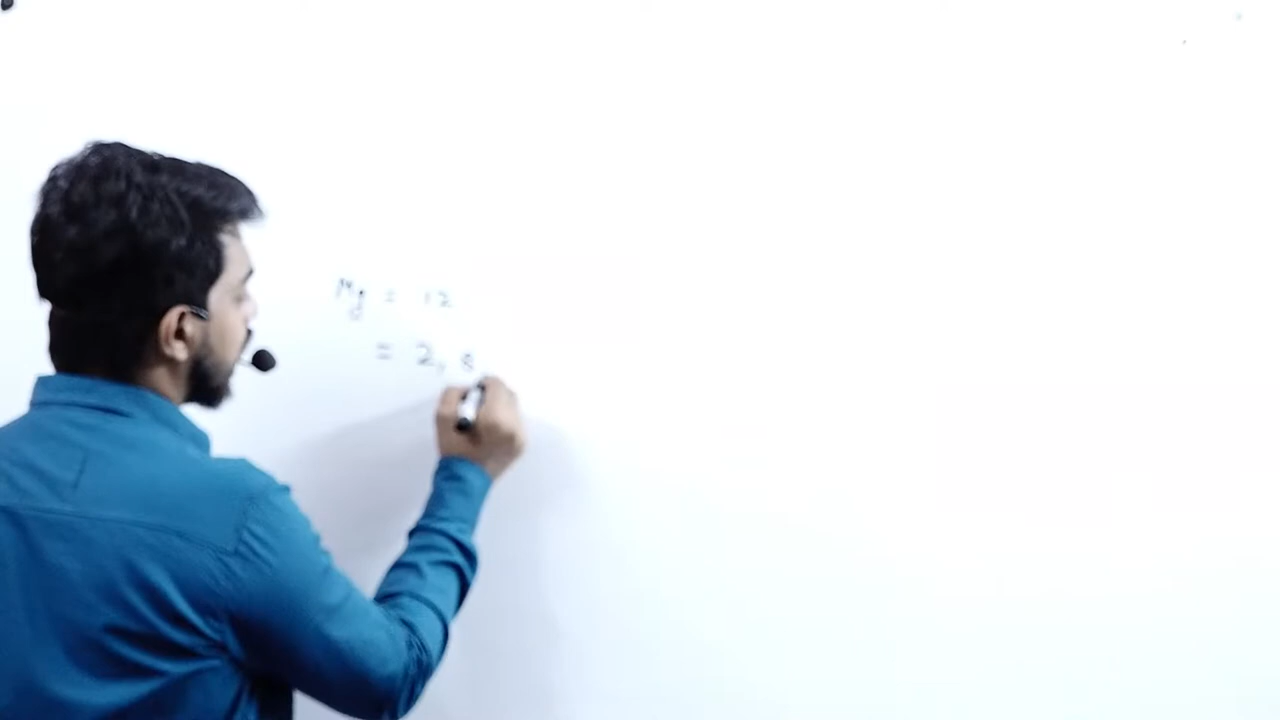 Mg = 12
= 2, 8